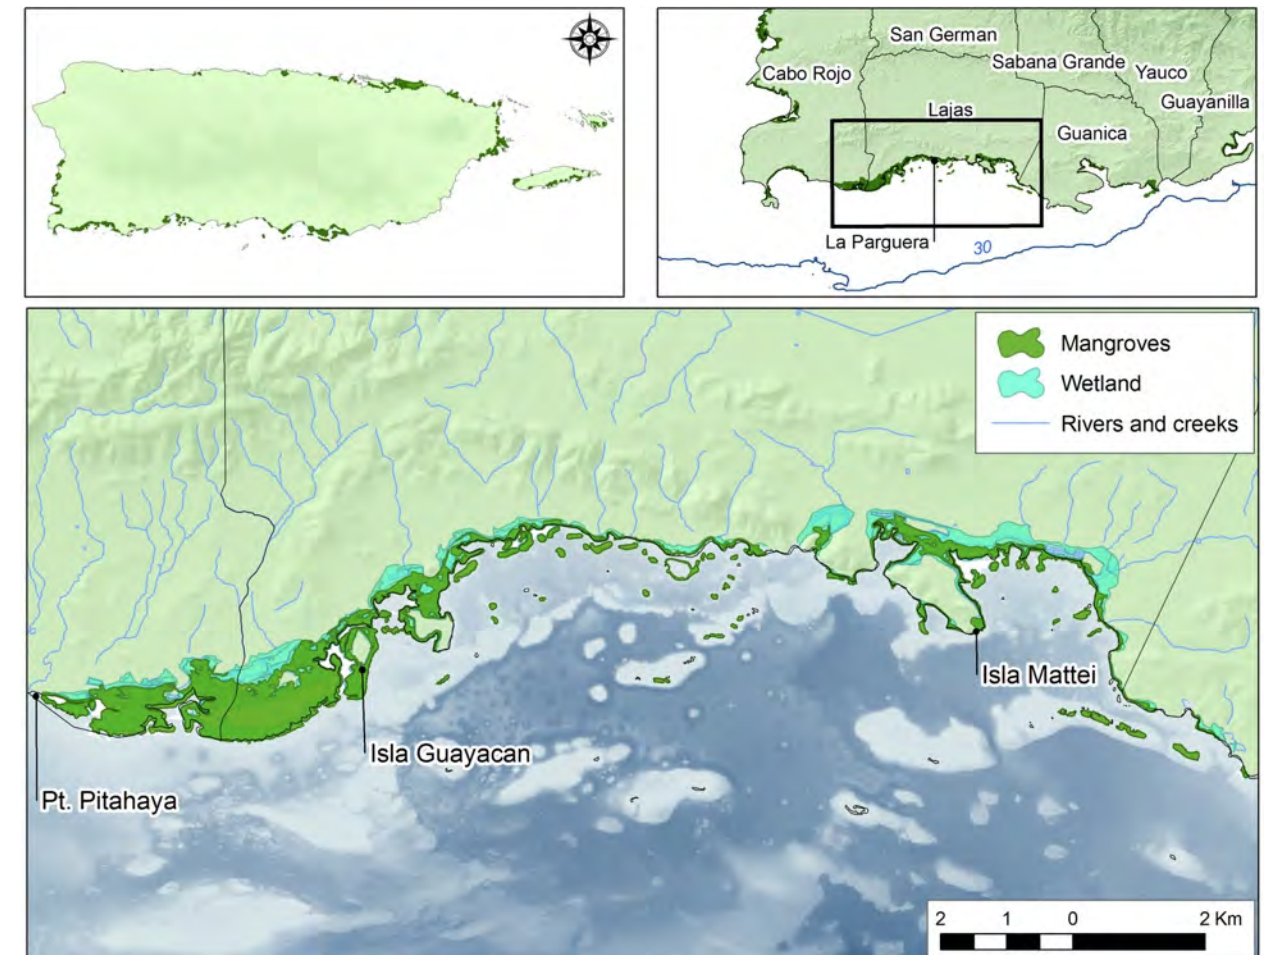 San German
Sabana Grande
Cabo Rojo
Yauco
Guayanilla
Lajas
Guanica
La Parguera
30
Mangroves
Wetland
Rivers and creeks
Isla Mattei
Isla Guayacan
Pt. Pitahaya
2 1 0 2 Km